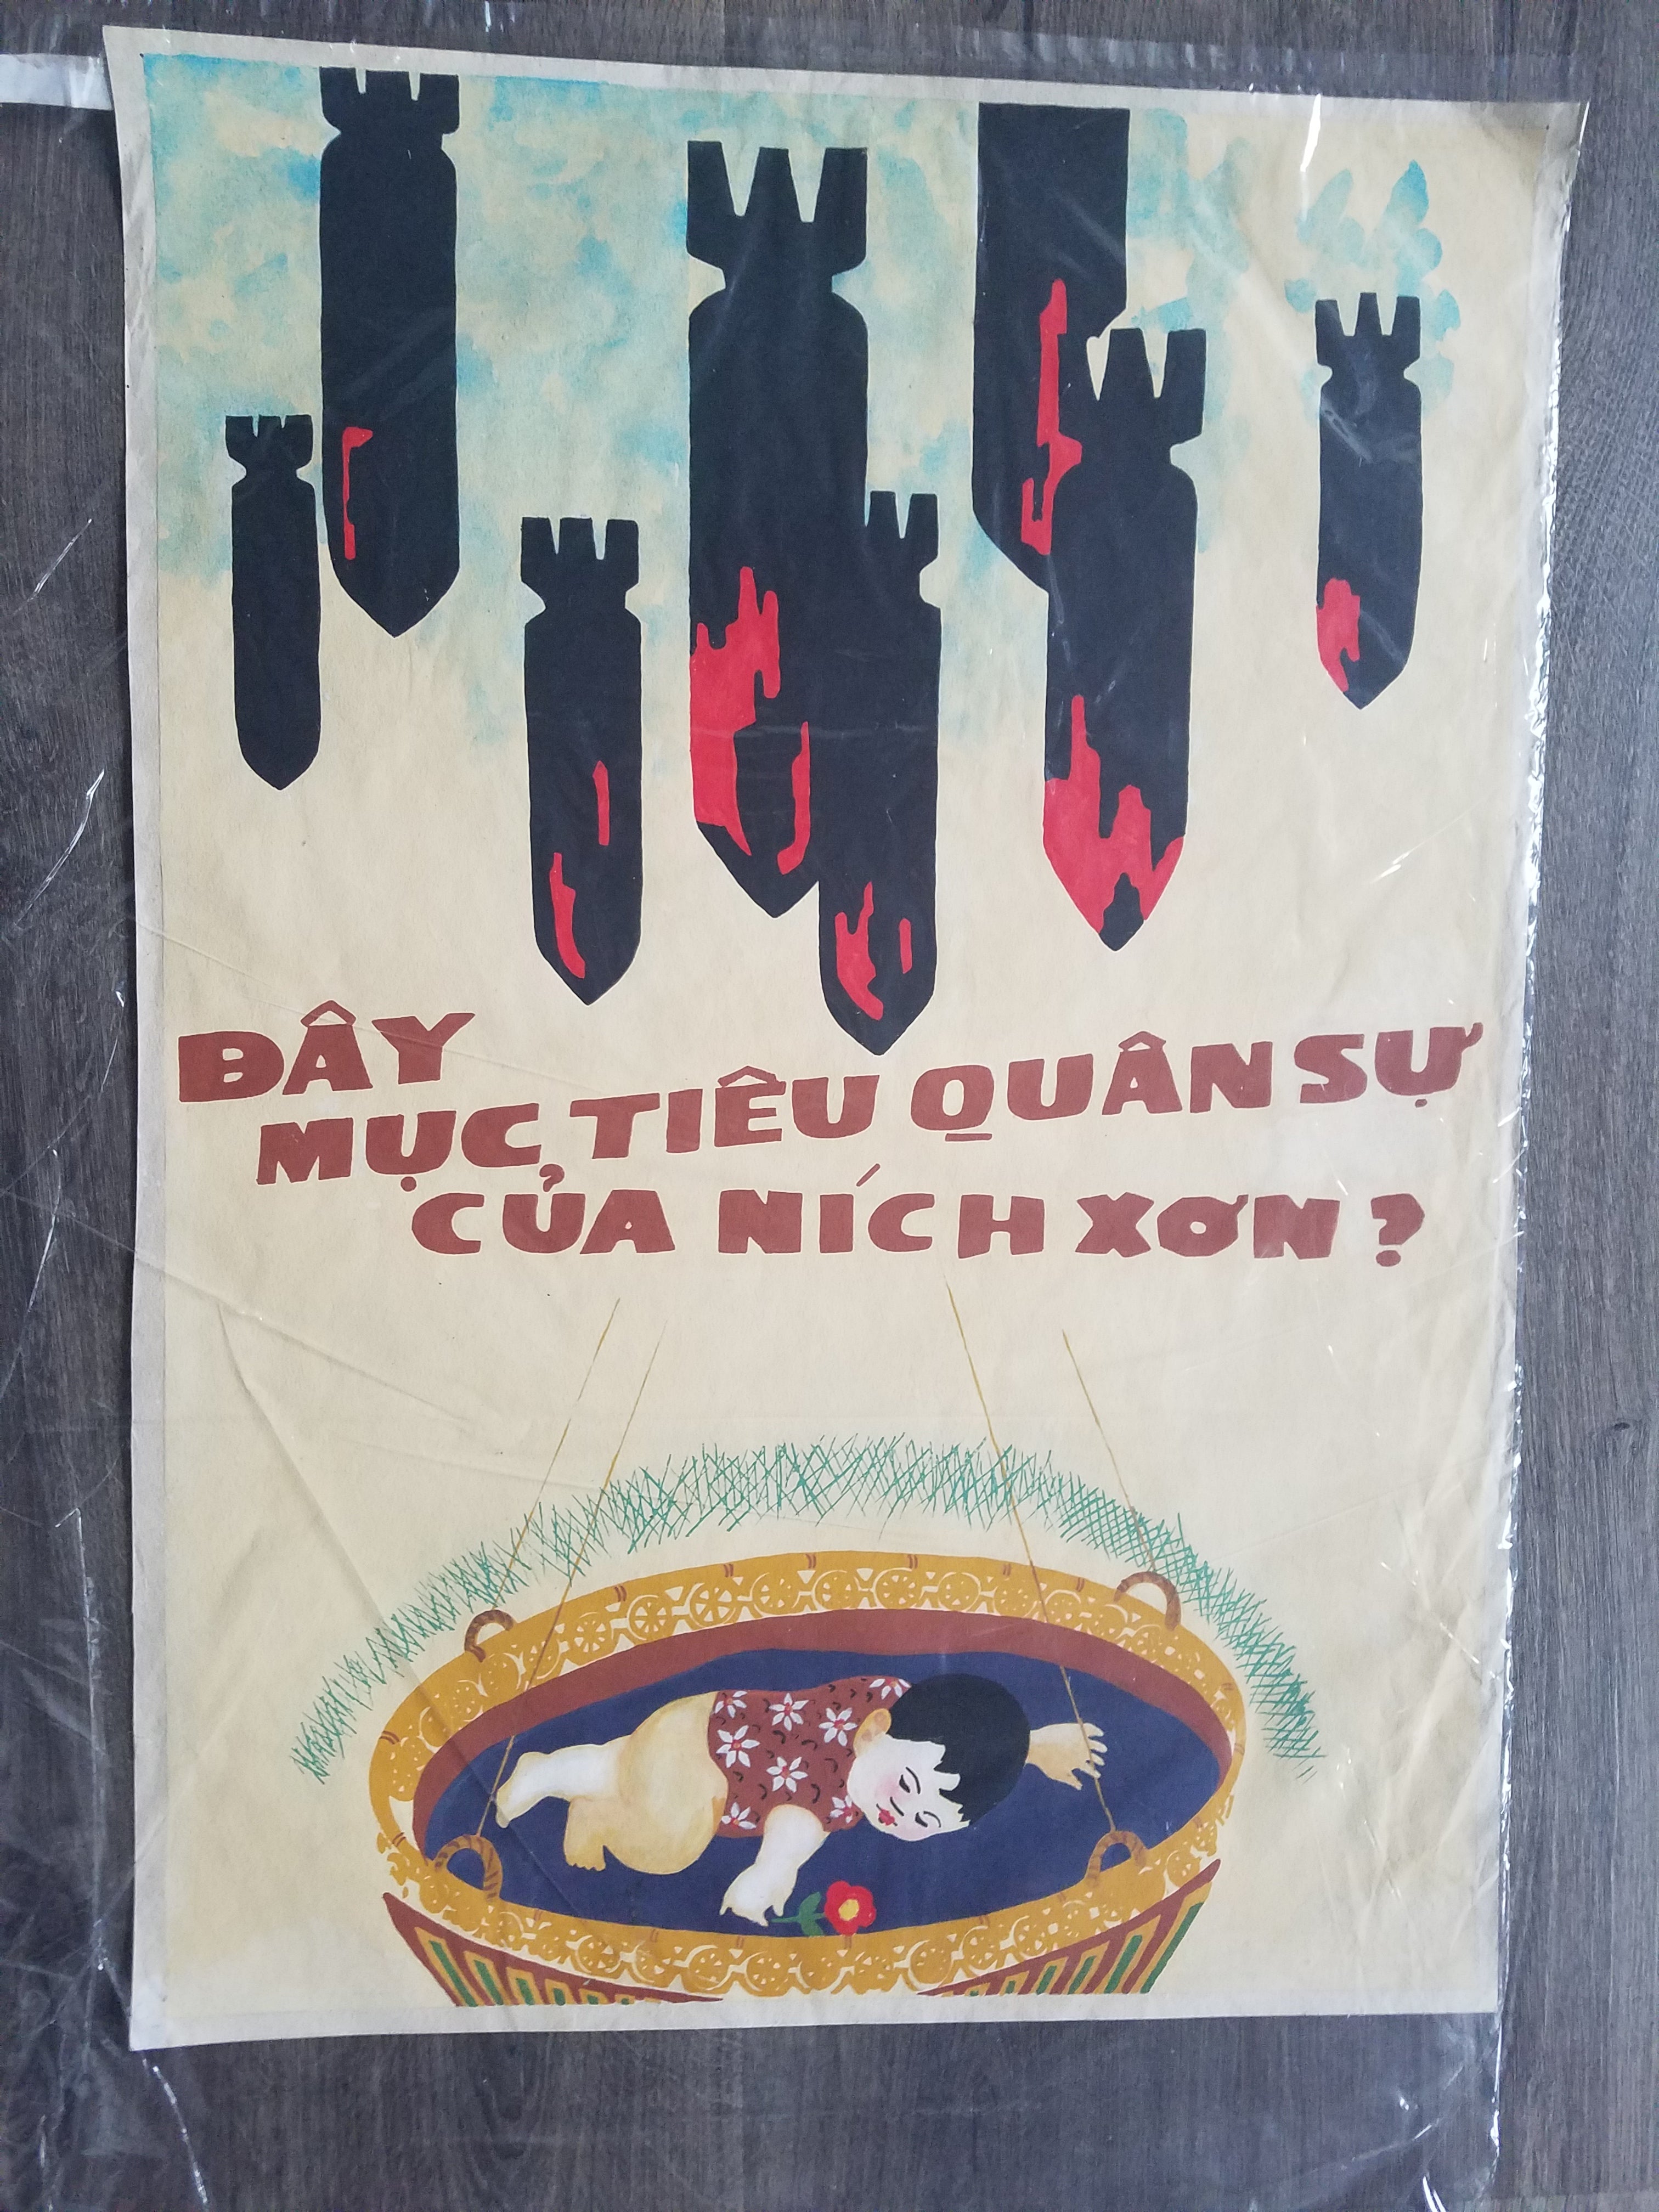 ĐÂY
MỤC TIÊU QUÂN SỰ
CỦA NÍCH XƠN?